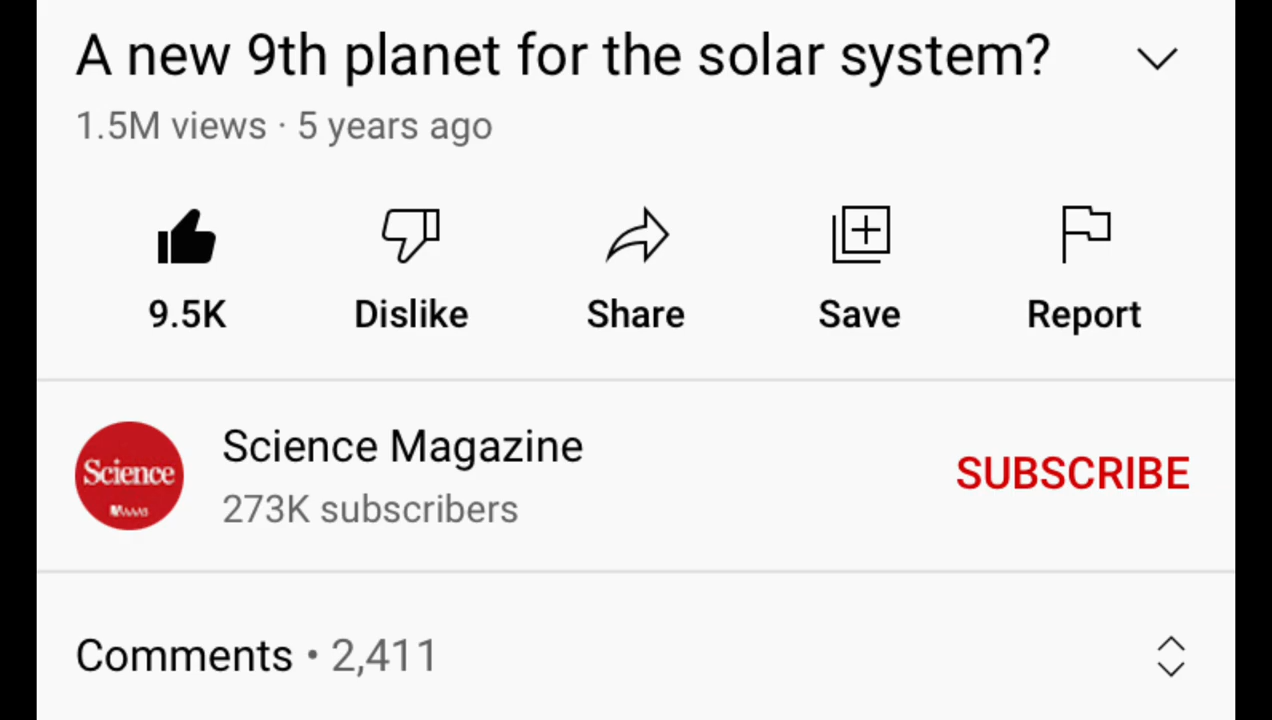 A new 9th planet for the solar system?
1.5M views · 5 years ago
9.5K Dislike Share Save Report
Science
Science Magazine
273K subscribers
SUBSCRIBE
Comments • 2,411